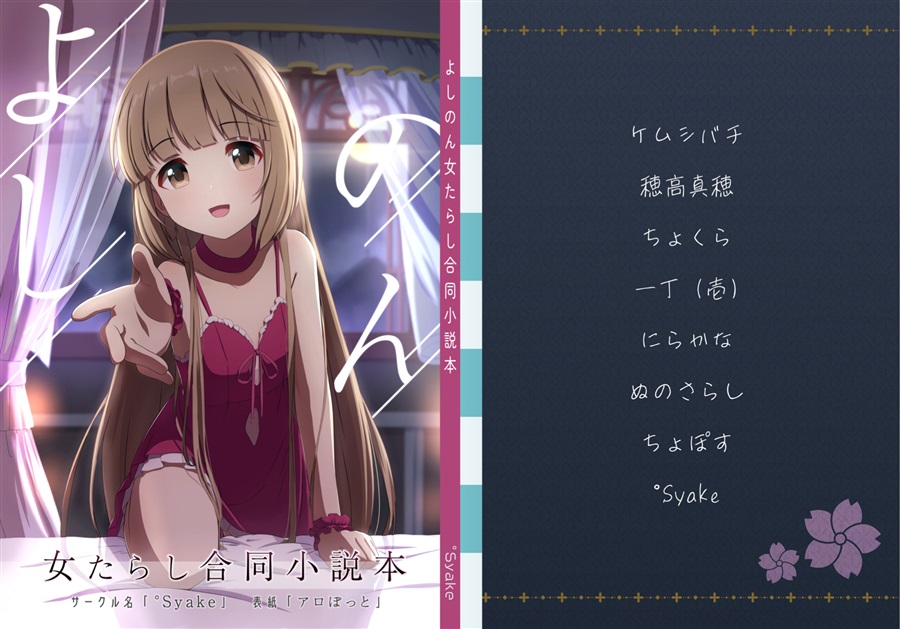 よしのん
女たらし合同小説本
サークル名「°Syake」 表紙「アロぽっと」
よしのん女たらし合同小説本
°Syake
ケムシバチ
穂高真穂
ちょくら
一丁（壱）
にらかな
ぬのさらし
ちょぽす
°Syake